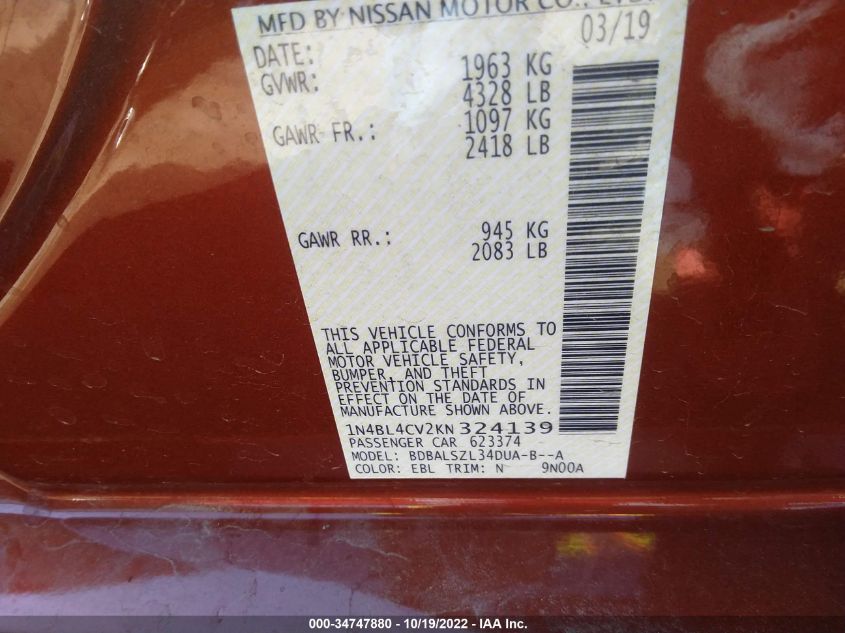 MFD BY NISSAN MOTOR CO., LTD.
DATE: 03/19
GVWR: 1963 KG
4328 LB
GAWR FR.: 1097 KG
2418 LB
GAWR RR.: 945 KG
2083 LB
THIS VEHICLE CONFORMS TO
ALL APPLICABLE FEDERAL
MOTOR VEHICLE SAFETY,
BUMPER, AND THEFT
PREVENTION STANDARDS IN
EFFECT ON THE DATE OF
MANUFACTURE SHOWN ABOVE.
1N4BL4CV2KN324139
PASSENGER CAR 623374
MODEL: BDBALSZL34DUA-B--A
COLOR: EBL TRIM: N 9N00A
000-34747880 - 10/19/2022 - IAA Inc.